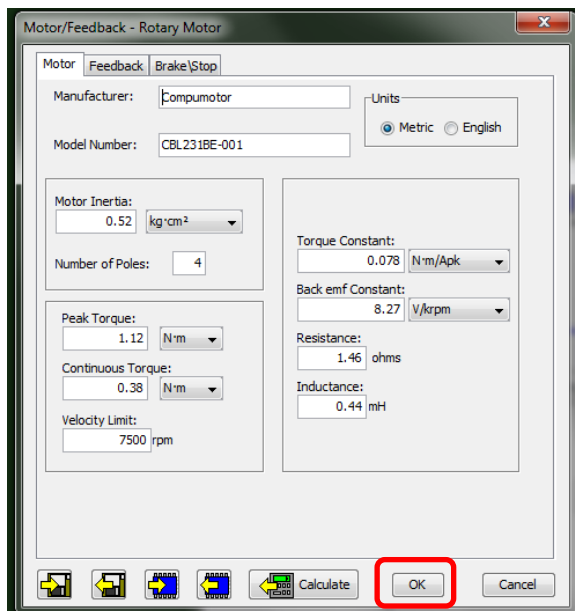 Motor/Feedback - Rotary Motor
Motor Feedback Brake\Stop
Manufacturer: Compumotor
Units
Metric English
Model Number: CBL231BE-001
Motor Inertia:
0.52 kg·cm²
Number of Poles: 4
Torque Constant:
0.078 N·m/Apk
Back emf Constant:
8.27 V/krpm
Peak Torque:
1.12 N·m
Resistance:
1.46 ohms
Continuous Torque:
0.38 N·m
Inductance:
0.44 mH
Velocity Limit:
7500 rpm
Calculate OK Cancel